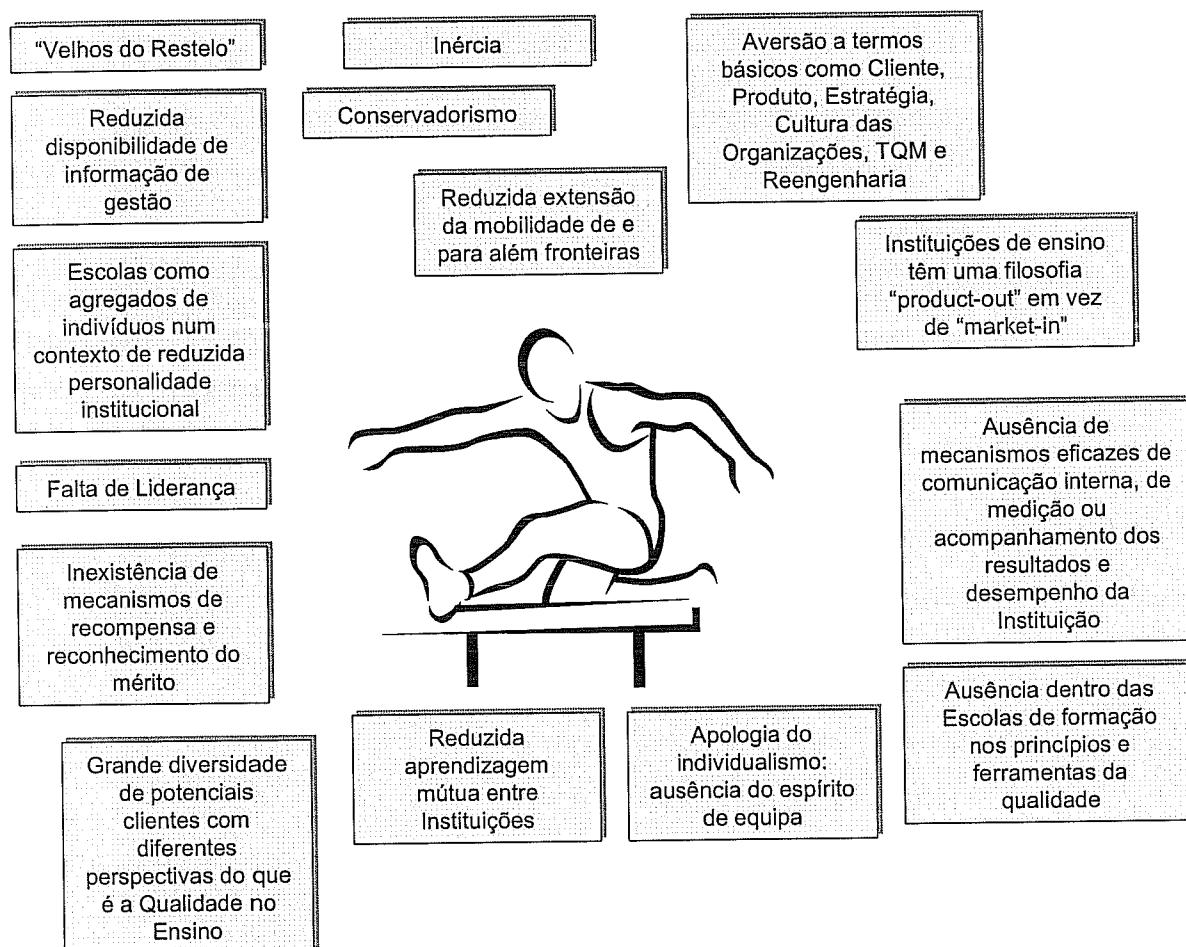 “Velhos do Restelo”
Inércia
Aversão a termos
básicos como Cliente,
Produto, Estratégia,
Cultura das
Organizações, TQM e
Reengenharia
Reduzida
disponibilidade de
informação de
gestão
Conservadorismo
Reduzida extensão
da mobilidade de e
para além fronteiras
Instituições de ensino
têm uma filosofia
“product-out” em vez
de “market-in”
Escolas como
agregados de
indivíduos num
contexto de reduzida
personalidade
institucional
Ausência de
mecanismos eficazes de
comunicação interna, de
medição ou
acompanhamento dos
resultados e
desempenho da
Instituição
Falta de Liderança
Inexistência de
mecanismos de
recompensa e
reconhecimento do
mérito
Ausência dentro das
Escolas de formação
nos princípios e
ferramentas da
qualidade
Grande diversidade
de potenciais
clientes com
diferentes
perspectivas do que
é a Qualidade no
Ensino
Reduzida
aprendizagem
mútua entre
Instituições
Apologia do
individualismo:
ausência do espírito
de equipa